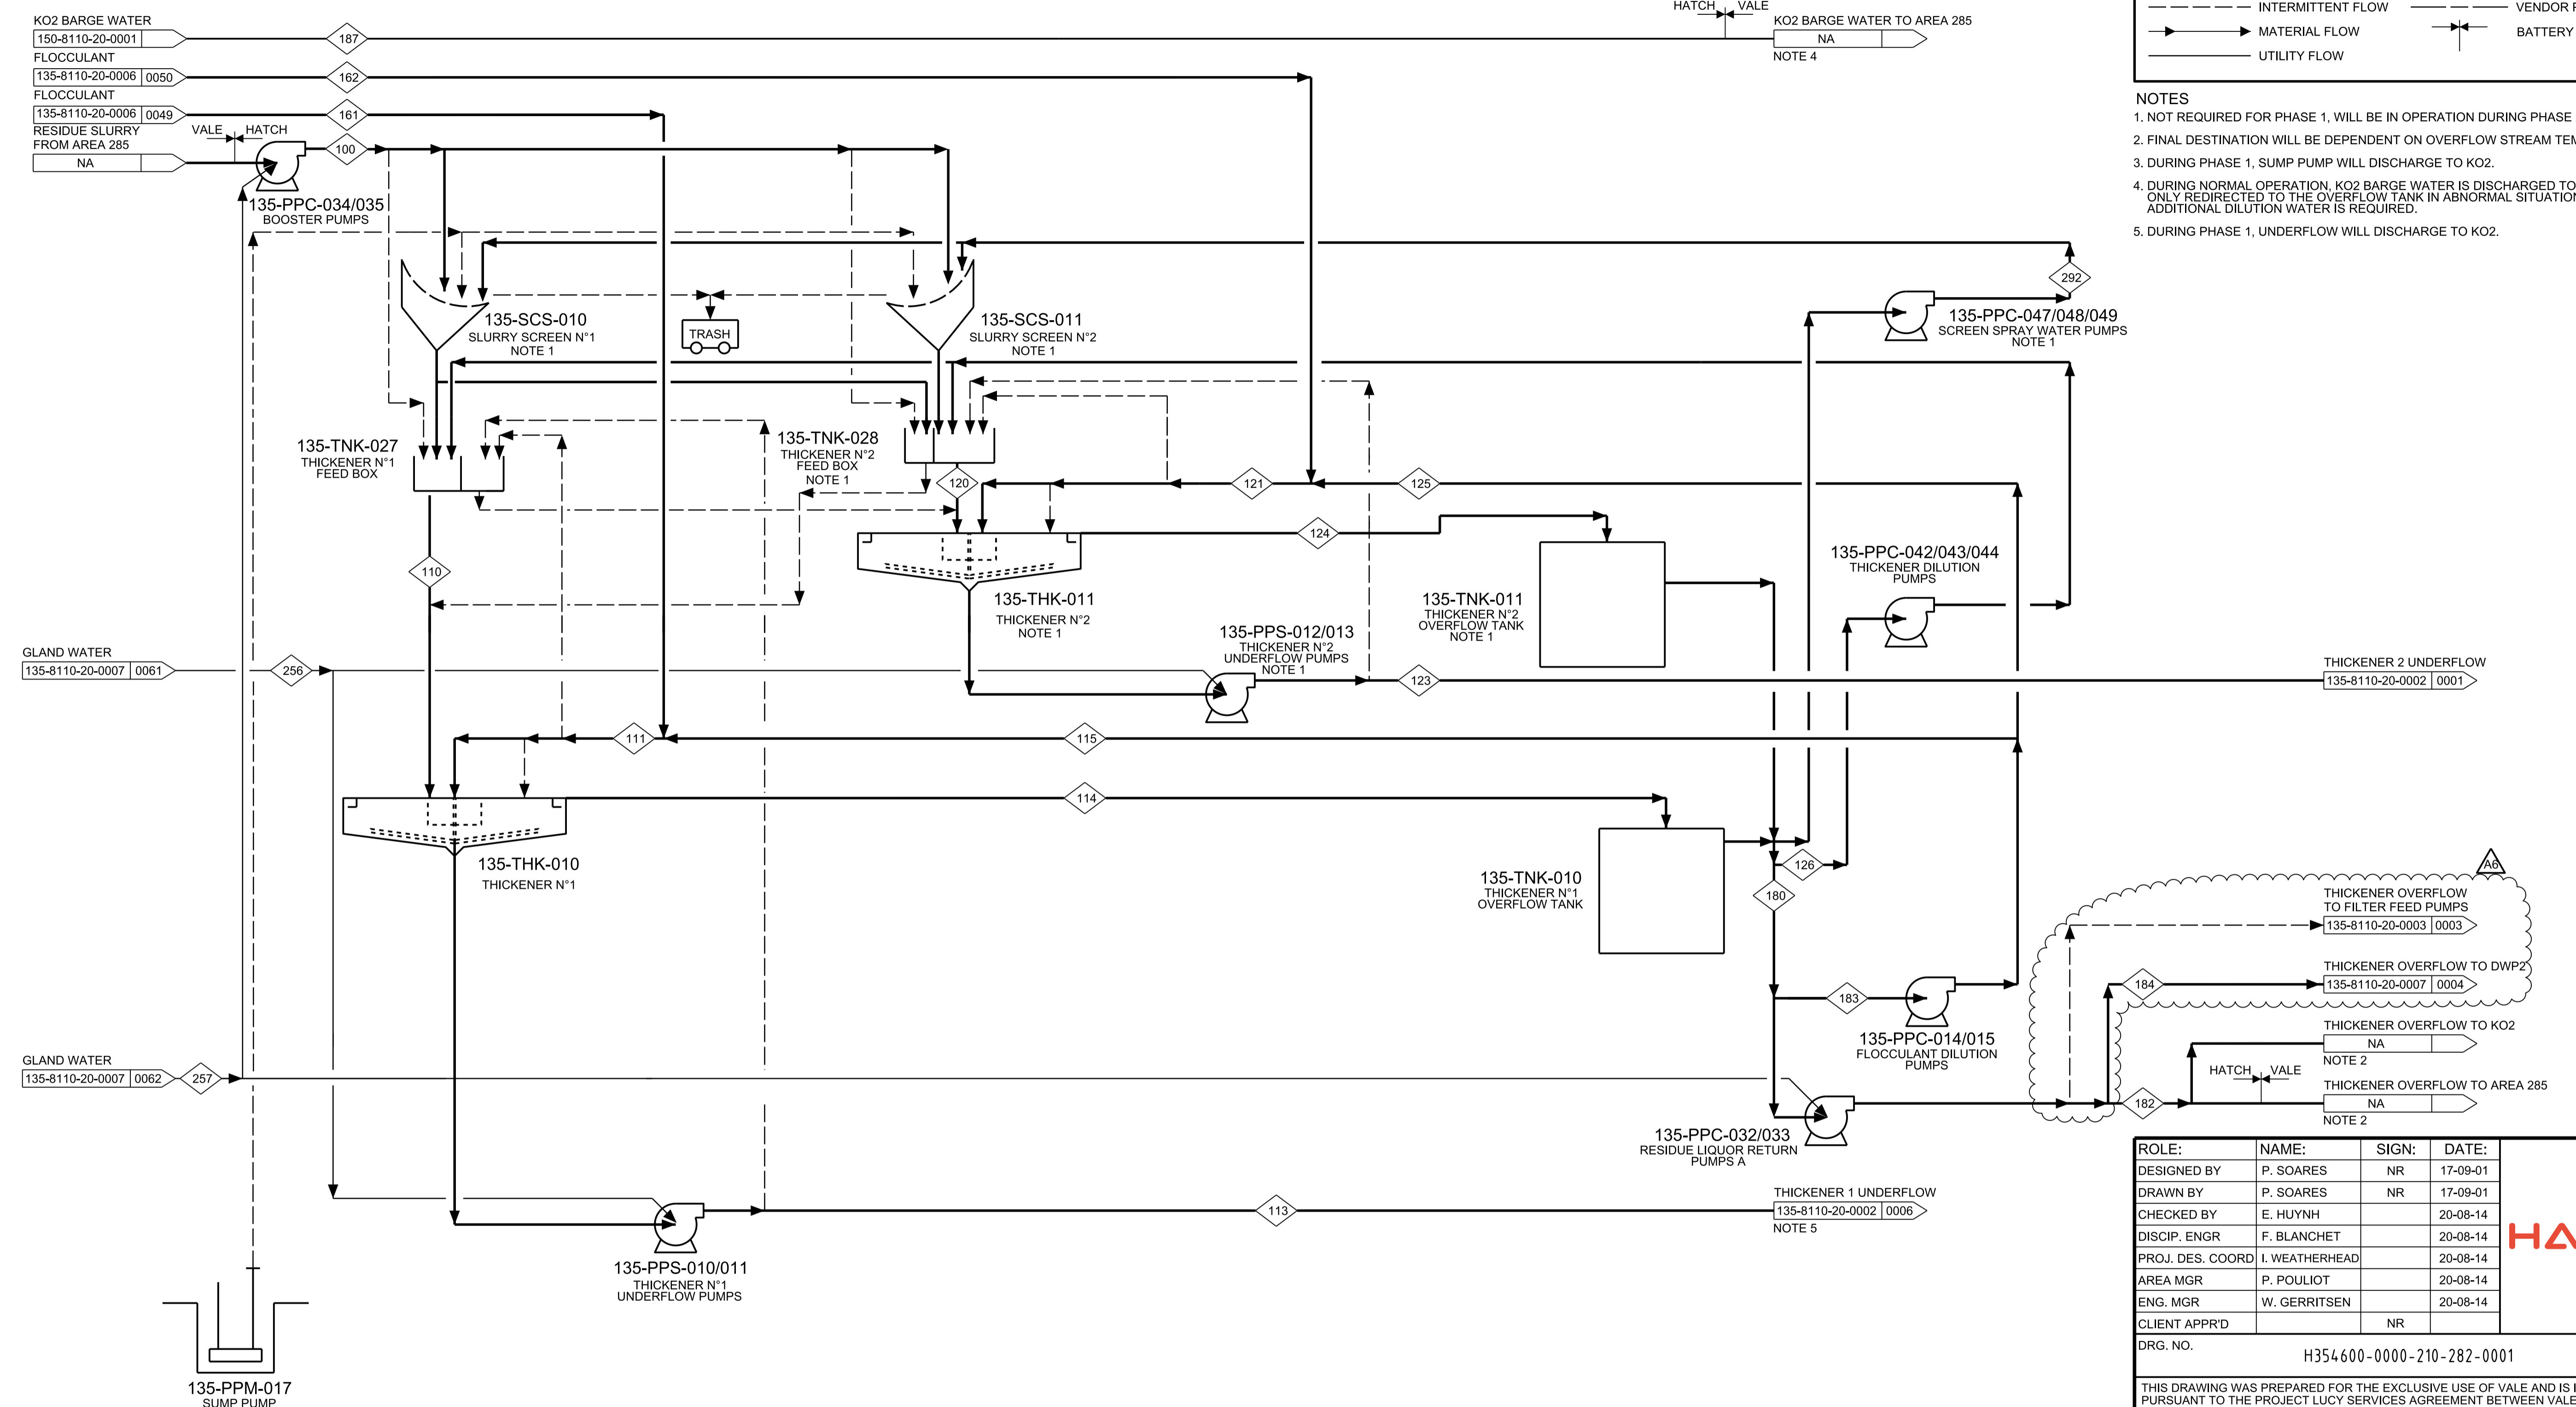 KO2 BARGE WATER
150-8110-20-0001
187
FLOCCULANT
135-8110-20-0006 0050
162
FLOCCULANT
135-8110-20-0006 0049
161
RESIDUE SLURRY
FROM AREA 285
NA
VALE HATCH
100
135-PPC-034/035
BOOSTER PUMPS
HATCH VALE
KO2 BARGE WATER TO AREA 285
NA
NOTE 4
INTERMITTENT FLOW
VENDOR
MATERIAL FLOW
BATTERY
UTILITY FLOW
NOTES
1. NOT REQUIRED FOR PHASE 1, WILL BE IN OPERATION DURING PHASE
2. FINAL DESTINATION WILL BE DEPENDENT ON OVERFLOW STREAM TEM
3. DURING PHASE 1, SUMP PUMP WILL DISCHARGE TO KO2.
4. DURING NORMAL OPERATION, KO2 BARGE WATER IS DISCHARGED TO
ONLY REDIRECTED TO THE OVERFLOW TANK IN ABNORMAL SITUATION
ADDITIONAL DILUTION WATER IS REQUIRED.
5. DURING PHASE 1, UNDERFLOW WILL DISCHARGE TO KO2.
292
135-PPC-047/048/049
SCREEN SPRAY WATER PUMPS
NOTE 1
135-SCS-010
SLURRY SCREEN N°1
NOTE 1
TRASH
135-SCS-011
SLURRY SCREEN N°2
NOTE 1
135-TNK-027
THICKENER N°1
FEED BOX
135-TNK-028
THICKENER N°2
FEED BOX
NOTE 1
120
121
125
124
110
135-THK-011
THICKENER N°2
NOTE 1
135-TNK-011
THICKENER N°2
OVERFLOW TANK
NOTE 1
135-PPC-042/043/044
THICKENER DILUTION
PUMPS
135-PPS-012/013
THICKENER N°2
UNDERFLOW PUMPS
NOTE 1
GLAND WATER
135-8110-20-0007 0061
256
123
THICKENER 2 UNDERFLOW
135-8110-20-0002 0001
111
115
114
135-THK-010
THICKENER N°1
135-TNK-010
THICKENER N°1
OVERFLOW TANK
126
180
A6
THICKENER OVERFLOW
TO FILTER FEED PUMPS
135-8110-20-0003 0003
THICKENER OVERFLOW TO DWP2
184
135-8110-20-0007 0004
183
135-PPC-014/015
FLOCCULANT DILUTION
PUMPS
THICKENER OVERFLOW TO KO2
NA
NOTE 2
HATCH VALE
THICKENER OVERFLOW TO AREA 285
182
NA
NOTE 2
GLAND WATER
135-8110-20-0007 0062
257
135-PPC-032/033
RESIDUE LIQUOR RETURN
PUMPS A
THICKENER 1 UNDERFLOW
113
135-8110-20-0002 0006
NOTE 5
135-PPS-010/011
THICKENER N°1
UNDERFLOW PUMPS
135-PPM-017
SUMP PUMP
ROLE: NAME: SIGN: DATE:
DESIGNED BY P. SOARES NR 17-09-01
DRAWN BY P. SOARES NR 17-09-01
CHECKED BY E. HUYNH 20-08-14
DISCIP. ENGR F. BLANCHET 20-08-14
PROJ. DES. COORD I. WEATHERHEAD 20-08-14
AREA MGR P. POULIOT 20-08-14
ENG. MGR W. GERRITSEN 20-08-14
CLIENT APPR'D NR
HA
DRG. NO.
H354600-0000-210-282-0001
THIS DRAWING WAS PREPARED FOR THE EXCLUSIVE USE OF VALE AND IS
PURSUANT TO THE PROJECT LUCY SERVICES AGREEMENT BETWEEN VALE